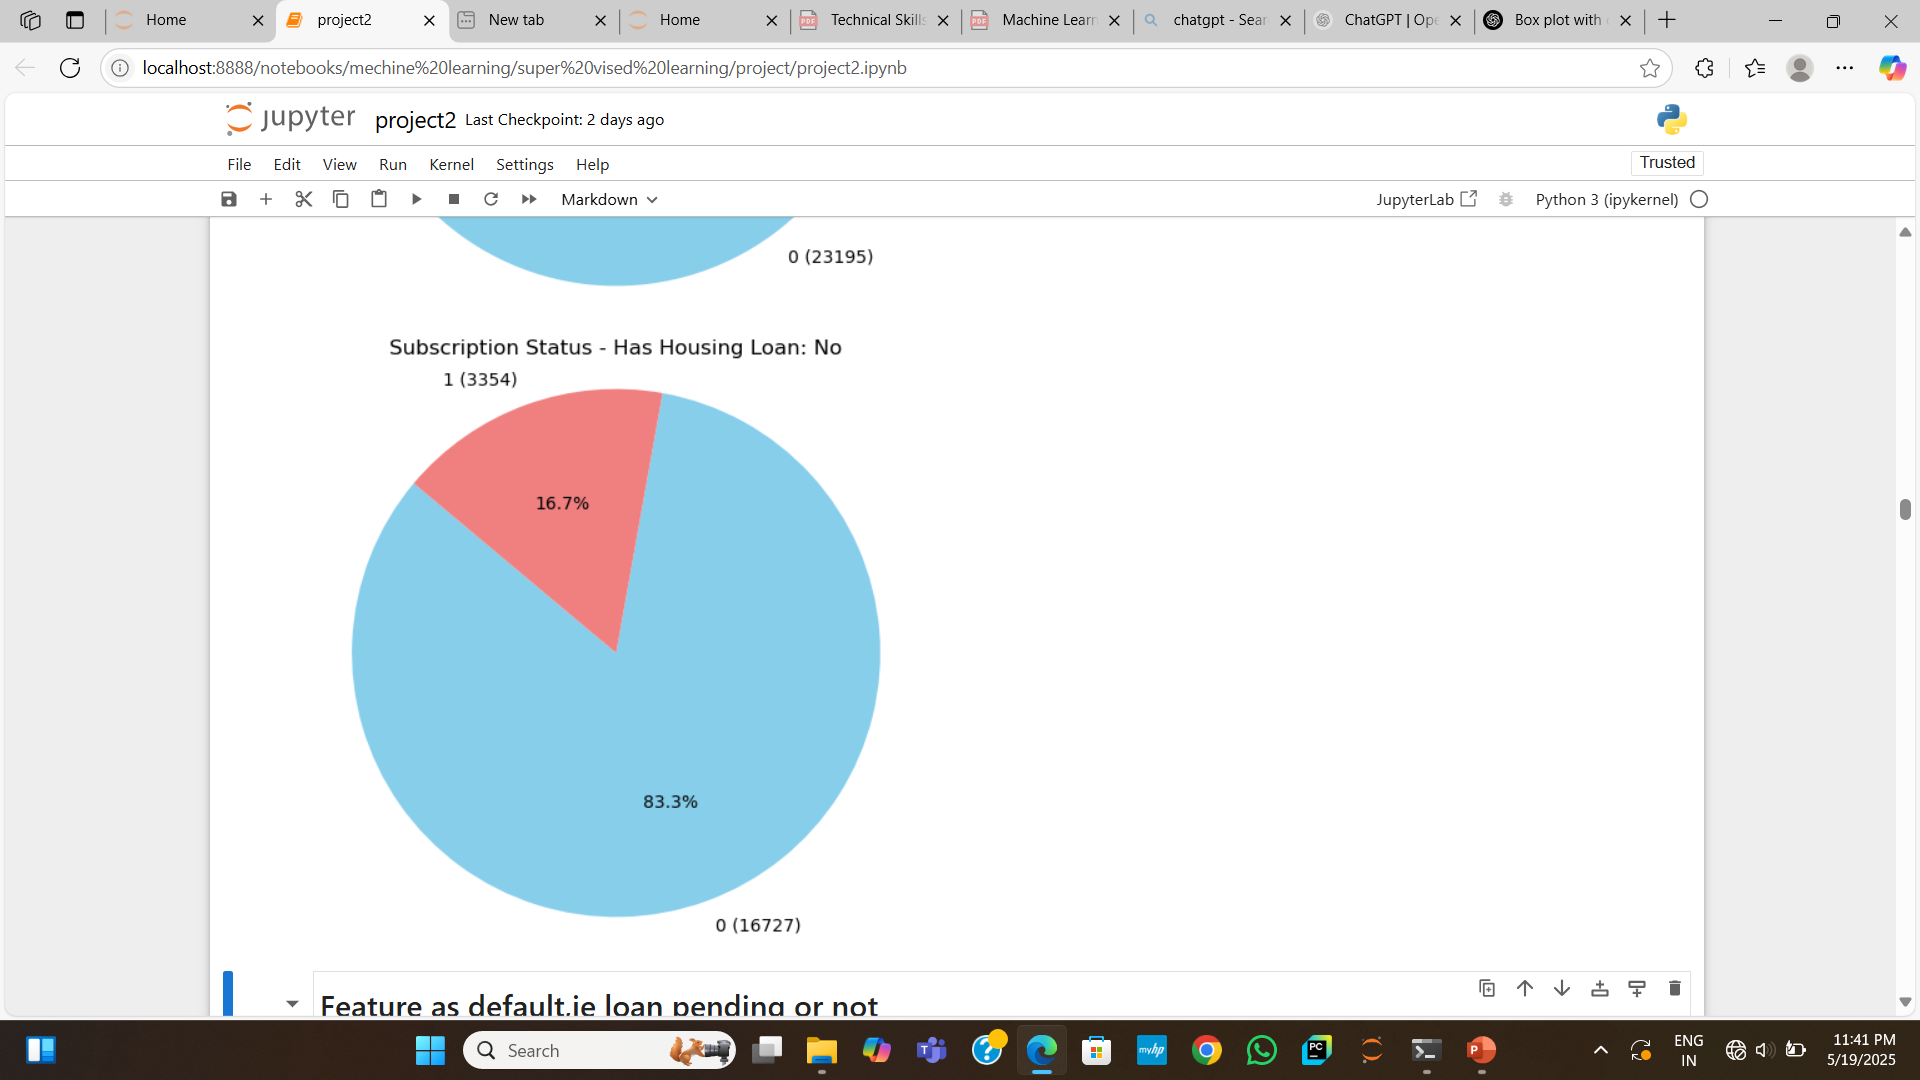 Home
project2
New tab
Home
Technical Skills
Machine Learn
chatgpt - Sear
ChatGPT | Ope
Box plot with
localhost:8888/notebooks/mechine%20learning/super%20vised%20learning/project/project2.ipynb
jupyter project2 Last Checkpoint: 2 days ago
File Edit View Run Kernel Settings Help
Trusted
Markdown
JupyterLab
Python 3 (ipykernel)
0 (23195)
Subscription Status - Has Housing Loan: No
1 (3354)
16.7%
83.3%
0 (16727)
Feature as default,ie loan pending or not
Search
myhp
PC
ENG
IN
11:41 PM
5/19/2025